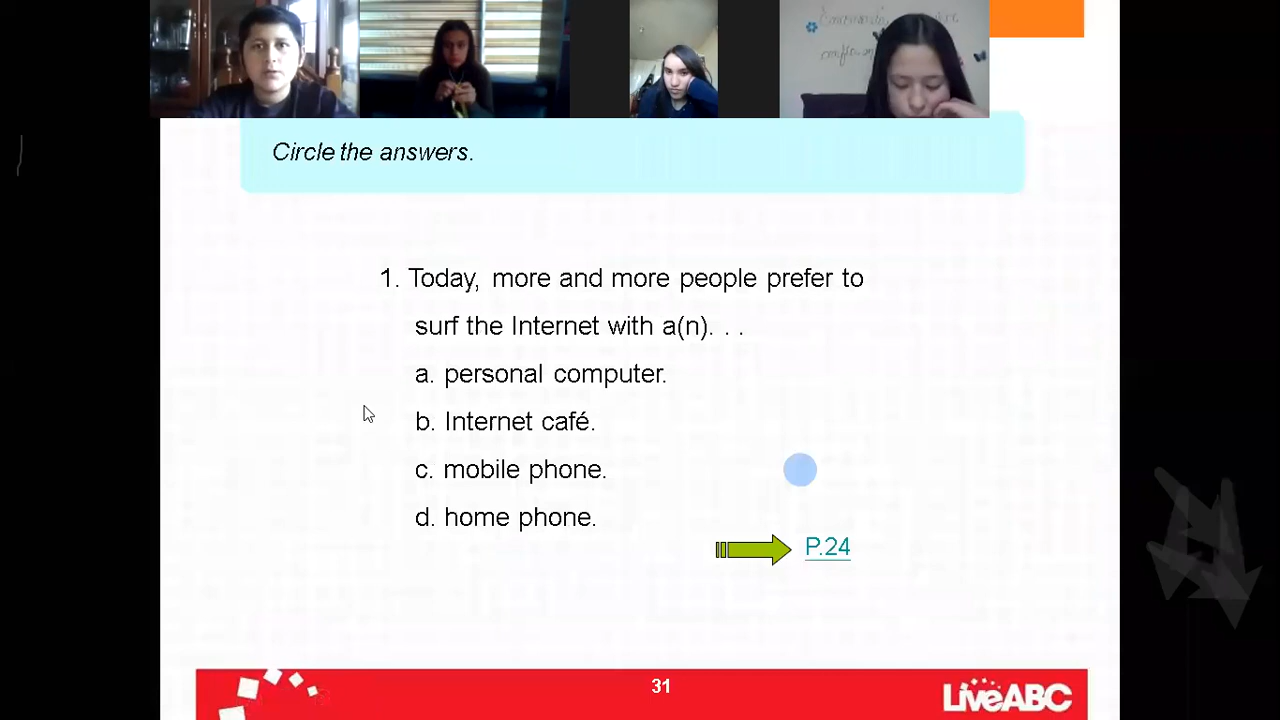 Circle the answers.
1. Today, more and more people prefer to
surf the Internet with a(n). . .
a. personal computer.
b. Internet café.
c. mobile phone.
d. home phone.
P.24
31
LiveABC